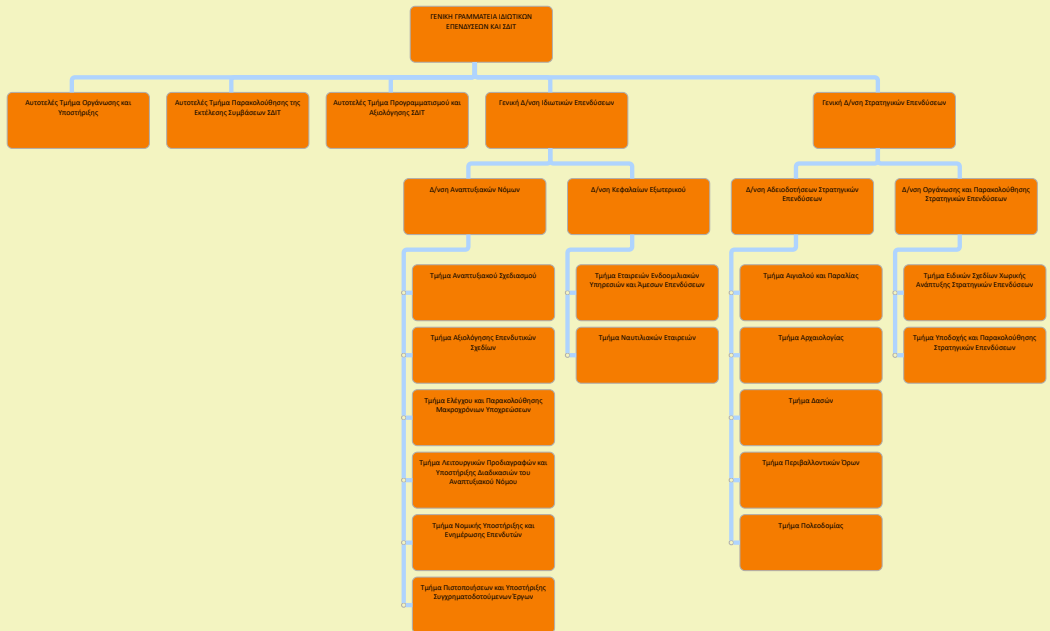 ΓΕΝΙΚΗ ΓΡΑΜΜΑΤΕΙΑ ΙΔΙΩΤΙΚΩΝ
ΕΠΕΝΔΥΣΕΩΝ ΚΑΙ ΣΔΙΤ
Αυτοτελές Τμήμα Οργάνωσης και
Υποστήριξης
Αυτοτελές Τμήμα Παρακολούθησης της
Εκτέλεσης Συμβάσεων ΣΔΙΤ
Αυτοτελές Τμήμα Προγραμματισμού και
Αξιολόγησης ΣΔΙΤ
Γενική Δ/νση Ιδιωτικών Επενδύσεων
Γενική Δ/νση Στρατηγικών Επενδύσεων
Δ/νση Αναπτυξιακών Νόμων
Δ/νση Κεφαλαίων Εξωτερικού
Δ/νση Αδειοδοτήσεων Στρατηγικών
Επενδύσεων
Δ/νση Οργάνωσης και Παρακολούθησης
Στρατηγικών Επενδύσεων
Τμήμα Αναπτυξιακού Σχεδιασμού
Τμήμα Αξιολόγησης Επενδυτικών
Σχεδίων
Τμήμα Ελέγχου και Παρακολούθησης
Μακροχρόνιων Υποχρεώσεων
Τμήμα Λειτουργικών Προδιαγραφών και
Υποστήριξης Διαδικασιών του
Αναπτυξιακού Νόμου
Τμήμα Νομικής Υποστήριξης και
Ενημέρωσης Επενδυτών
Τμήμα Πιστοποιήσεων και Υποστήριξης
Συγχρηματοδοτούμενων Έργων
Τμήμα Εταιρειών Ενδοομιλιακών
Υπηρεσιών και Άμεσων Επενδύσεων
Τμήμα Ναυτιλιακών Εταιρειών
Τμήμα Αιγιαλού και Παραλίας
Τμήμα Αρχαιολογίας
Τμήμα Δασών
Τμήμα Περιβαλλοντικών Όρων
Τμήμα Πολεοδομίας
Τμήμα Ειδικών Σχεδίων Χωρικής
Ανάπτυξης Στρατηγικών Επενδύσεων
Τμήμα Υποδοχής και Παρακολούθησης
Στρατηγικών Επενδύσεων